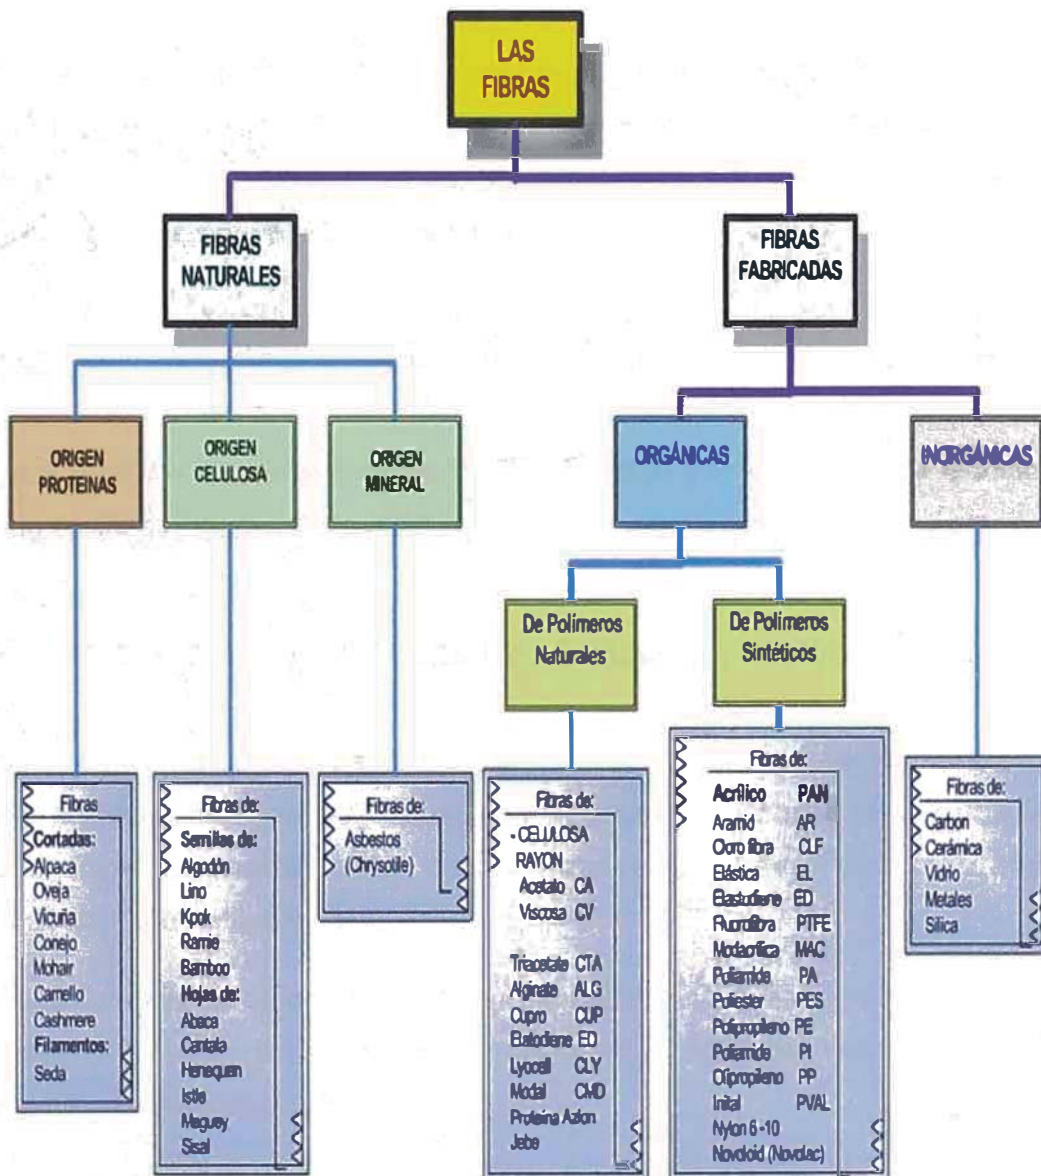 LAS
FIBRAS
FIBRAS
NATURALES
FIBRAS
FABRICADAS
ORIGEN
PROTEINAS
ORIGEN
CELULOSA
ORIGEN
MINERAL
ORGÁNICAS
INORGÁNICAS
De Polímeros
Naturales
De Polímeros
Sintéticos
Fibras
Cortadas:
Alpaca
Oveja
Vicuña
Conejo
Mohair
Camello
Cashmere
Filamentos:
Seda
Fibras de:
Semillas de:
Algodón
Lino
Kpok
Ramie
Bamboo
Hojas de:
Abaca
Cantala
Henequen
Istle
Maguey
Sisal
Fibras de:
Asbestos
(Chrysotile)
Fibras de:
- CELULOSA
RAYON
Acetato CA
Viscosa CV
Triacetate CTA
Alginate ALG
Cupro CUP
Elatodiene ED
Lyocell CLY
Modal CMD
Proteina Azlon
Jebe
Fibras de:
Acrílico PAN
Aramid AR
Cloro fibra CLF
Elástica EL
Elastodiene ED
Fluorofibra PTFE
Modacrílica MAC
Poliamide PA
Poliester PES
Polipropileno PE
Poliamide PI
Olipropileno PP
Inital PVAL
Nylon 6 -10
Novoloid (Novolac)
Fibras de:
Carbon
Cerámica
Vidrio
Metales
Silica